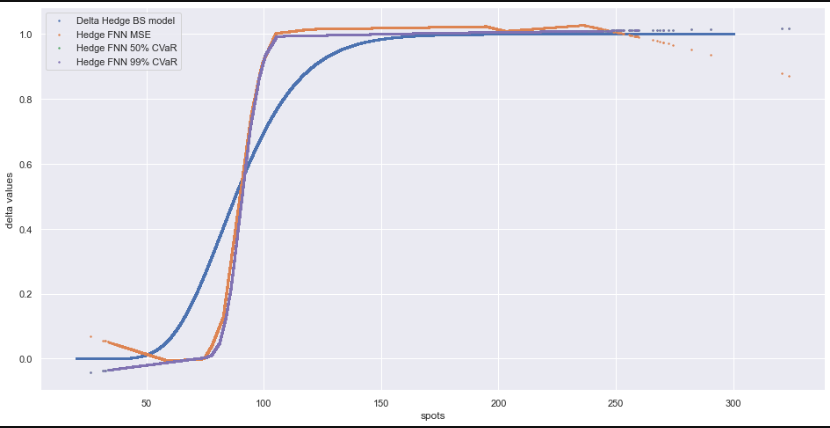 Delta Hedge BS model
Hedge FNN MSE
Hedge FNN 50% CVaR
Hedge FNN 99% CVaR
1.0
0.8
0.6
0.4
0.2
0.0
delta values
50
100
150
200
250
300
spots